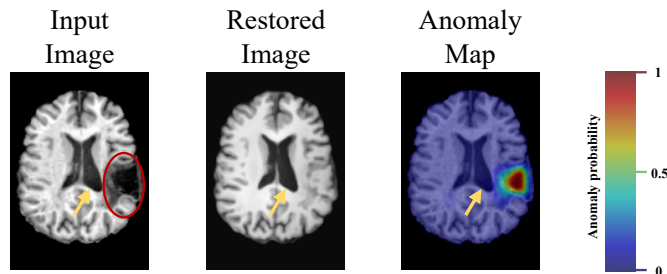 Input
Image
Restored
Image
Anomaly
Map
1
0.5
0
Anomaly probability